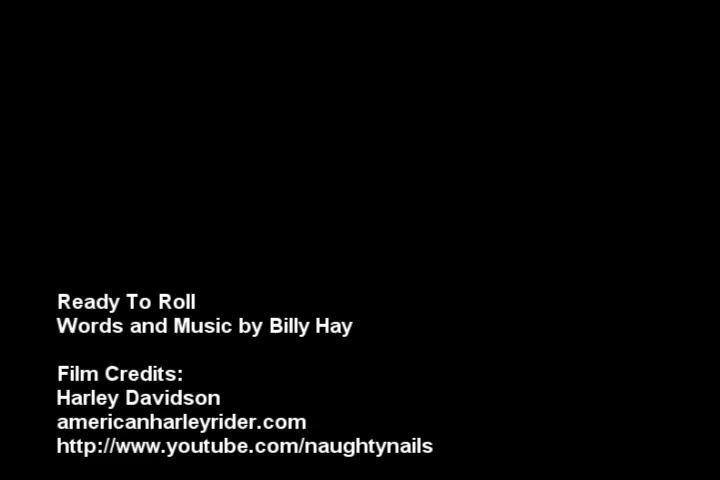 Ready To Roll
Words and Music by Billy Hay
Film Credits:
Harley Davidson
americanharleyrider.com
http://www.youtube.com/naughtynails